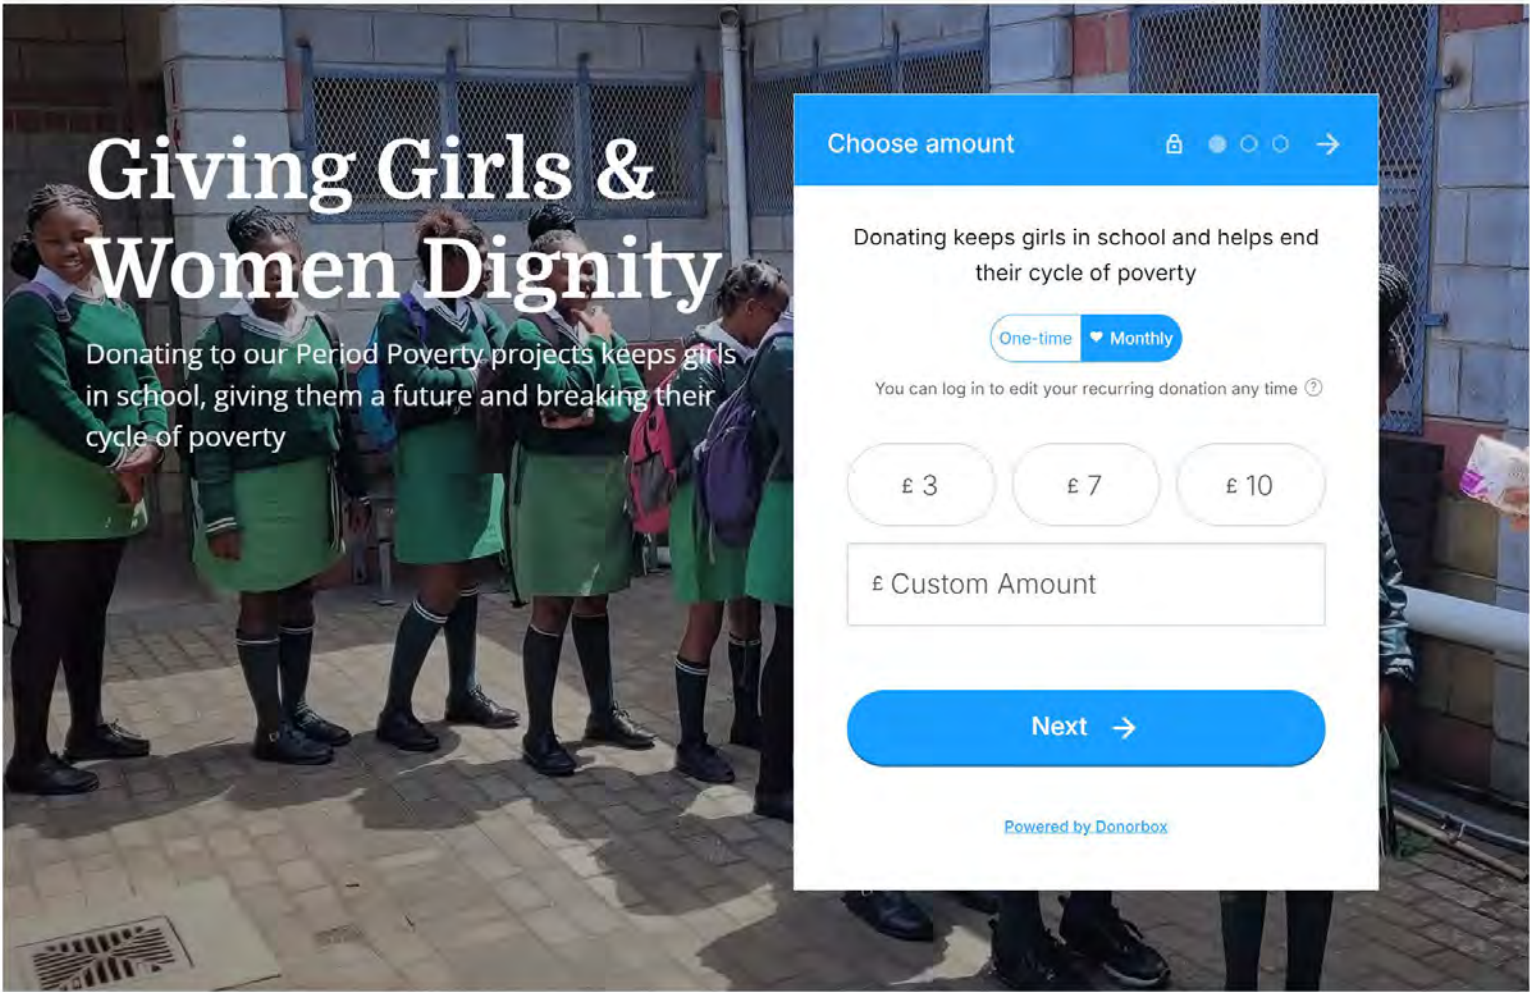 Giving Girls &
Women Dignity
Donating to our Period Poverty projects keeps girls
in school, giving them a future and breaking their
cycle of poverty
Choose amount
Donating keeps girls in school and helps end
their cycle of poverty
One-time ♥ Monthly
You can log in to edit your recurring donation any time ?
£ 3 £ 7 £ 10
£ Custom Amount
Next →
Powered by Donorbox